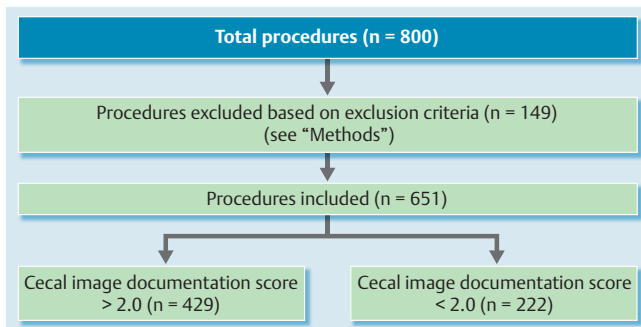 Total procedures (n = 800)
Procedures excluded based on exclusion criteria (n = 149)
(see “Methods”)
Procedures included (n = 651)
Cecal image documentation score
> 2.0 (n = 429)
Cecal image documentation score
< 2.0 (n = 222)